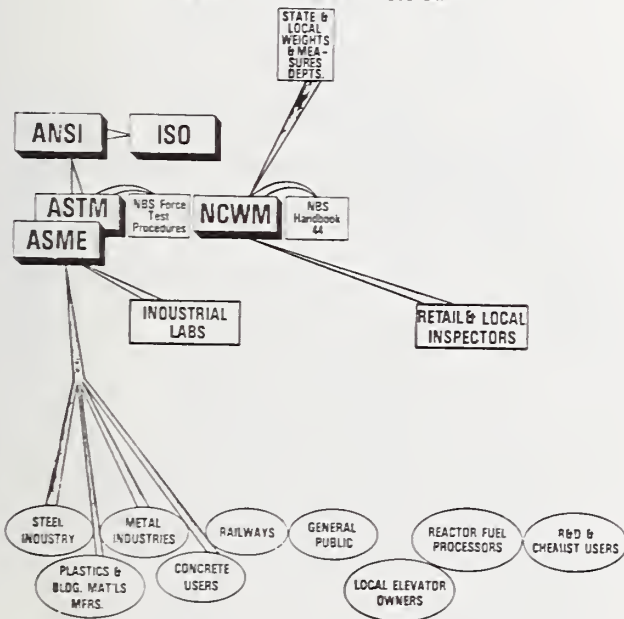 STATE &
LOCAL
WEIGHTS
& MEA-
SURES
DEPTS.
ANSI
ISO
ASTM
NBS Force
Test
Procedures
NCWM
NBS
Handbook
44
ASME
INDUSTRIAL
LABS
RETAIL & LOCAL
INSPECTORS
STEEL
INDUSTRY
METAL
INDUSTRIES
RAILWAYS
GENERAL
PUBLIC
REACTOR FUEL
PROCESSORS
R&D &
CHEMIST USERS
PLASTICS &
BLDG. MAT'LS
MFRS.
CONCRETE
USERS
LOCAL ELEVATOR
OWNERS